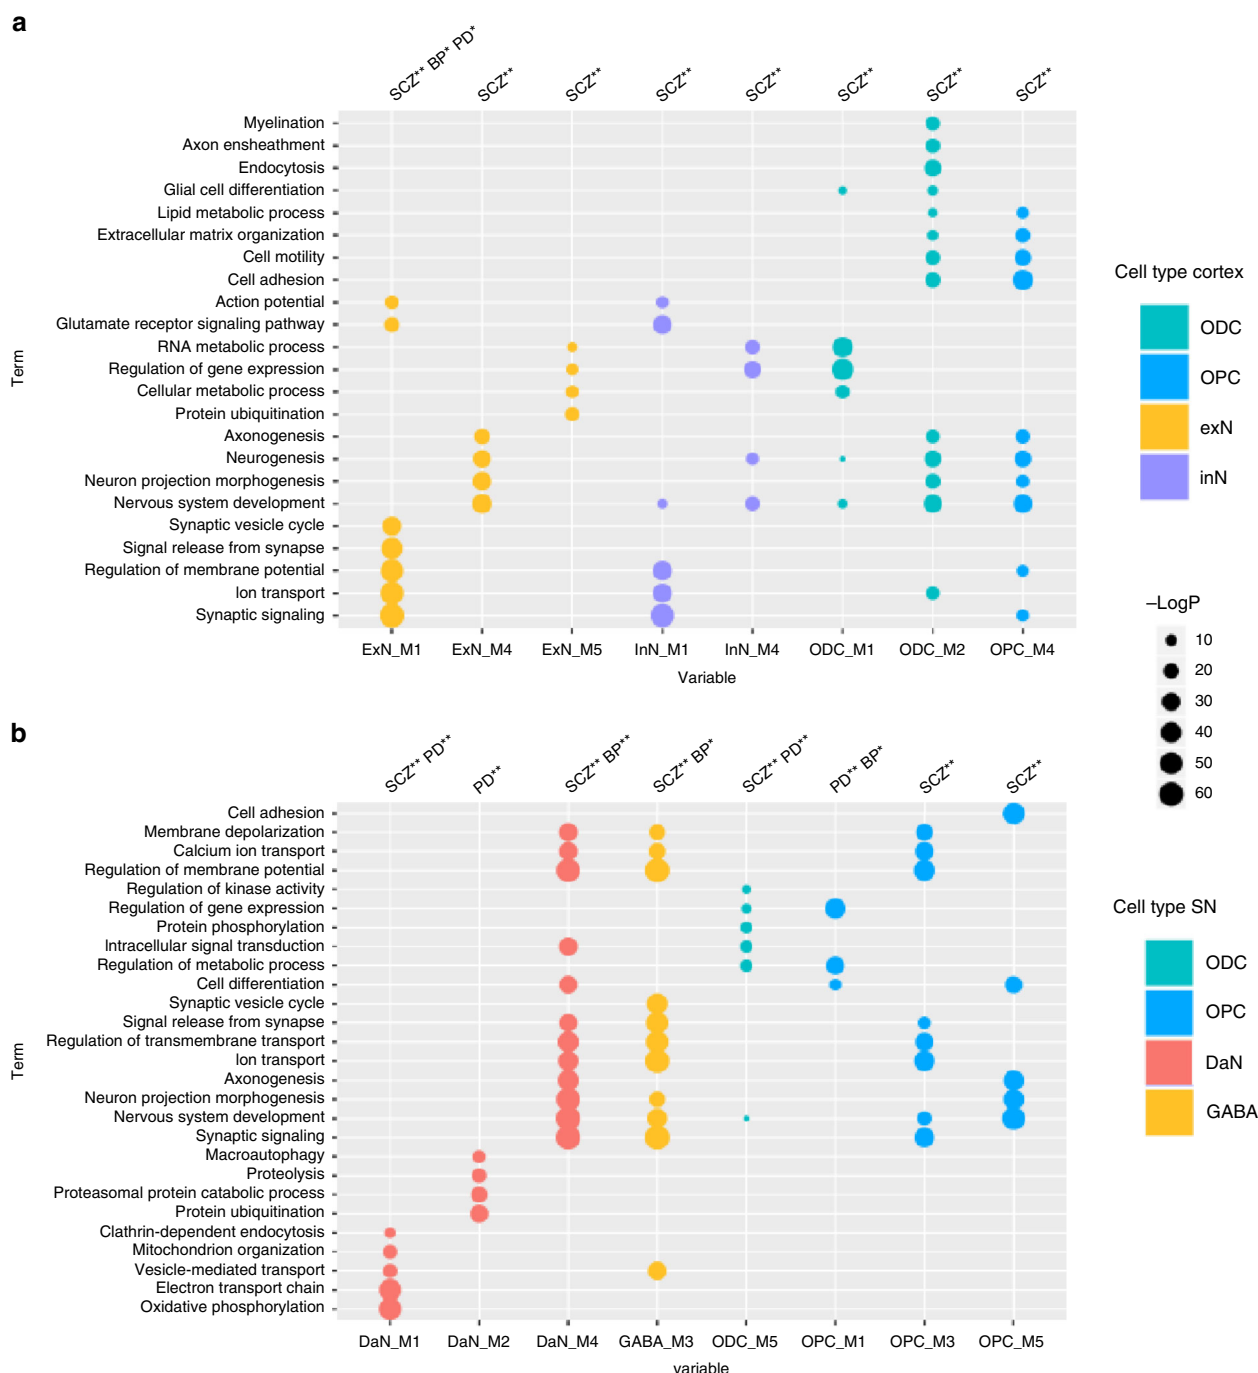 a
SCZ** BP* PD*
SCZ**
SCZ**
SCZ**
SCZ**
SCZ**
SCZ**
SCZ**
Term
Myelination
Axon ensheathment
Endocytosis
Glial cell differentiation
Lipid metabolic process
Extracellular matrix organization
Cell motility
Cell adhesion
Action potential
Glutamate receptor signaling pathway
RNA metabolic process
Regulation of gene expression
Cellular metabolic process
Protein ubiquitination
Axonogenesis
Neurogenesis
Neuron projection morphogenesis
Nervous system development
Synaptic vesicle cycle
Signal release from synapse
Regulation of membrane potential
Ion transport
Synaptic signaling
ExN_M1 ExN_M4 ExN_M5 InN_M1 InN_M4 ODC_M1 ODC_M2 OPC_M4
Variable
Cell type cortex
ODC
OPC
exN
inN
–LogP
10
20
30
40
50
60
b
SCZ** PD**
PD**
SCZ** BP**
SCZ** BP*
SCZ** PD**
PD** BP*
SCZ**
SCZ**
Term
Cell adhesion
Membrane depolarization
Calcium ion transport
Regulation of membrane potential
Regulation of kinase activity
Regulation of gene expression
Protein phosphorylation
Intracellular signal transduction
Regulation of metabolic process
Cell differentiation
Synaptic vesicle cycle
Signal release from synapse
Regulation of transmembrane transport
Ion transport
Axonogenesis
Neuron projection morphogenesis
Nervous system development
Synaptic signaling
Macroautophagy
Proteolysis
Proteasomal protein catabolic process
Protein ubiquitination
Clathrin-dependent endocytosis
Mitochondrion organization
Vesicle-mediated transport
Electron transport chain
Oxidative phosphorylation
DaN_M1 DaN_M2 DaN_M4 GABA_M3 ODC_M5 OPC_M1 OPC_M3 OPC_M5
variable
Cell type SN
ODC
OPC
DaN
GABA